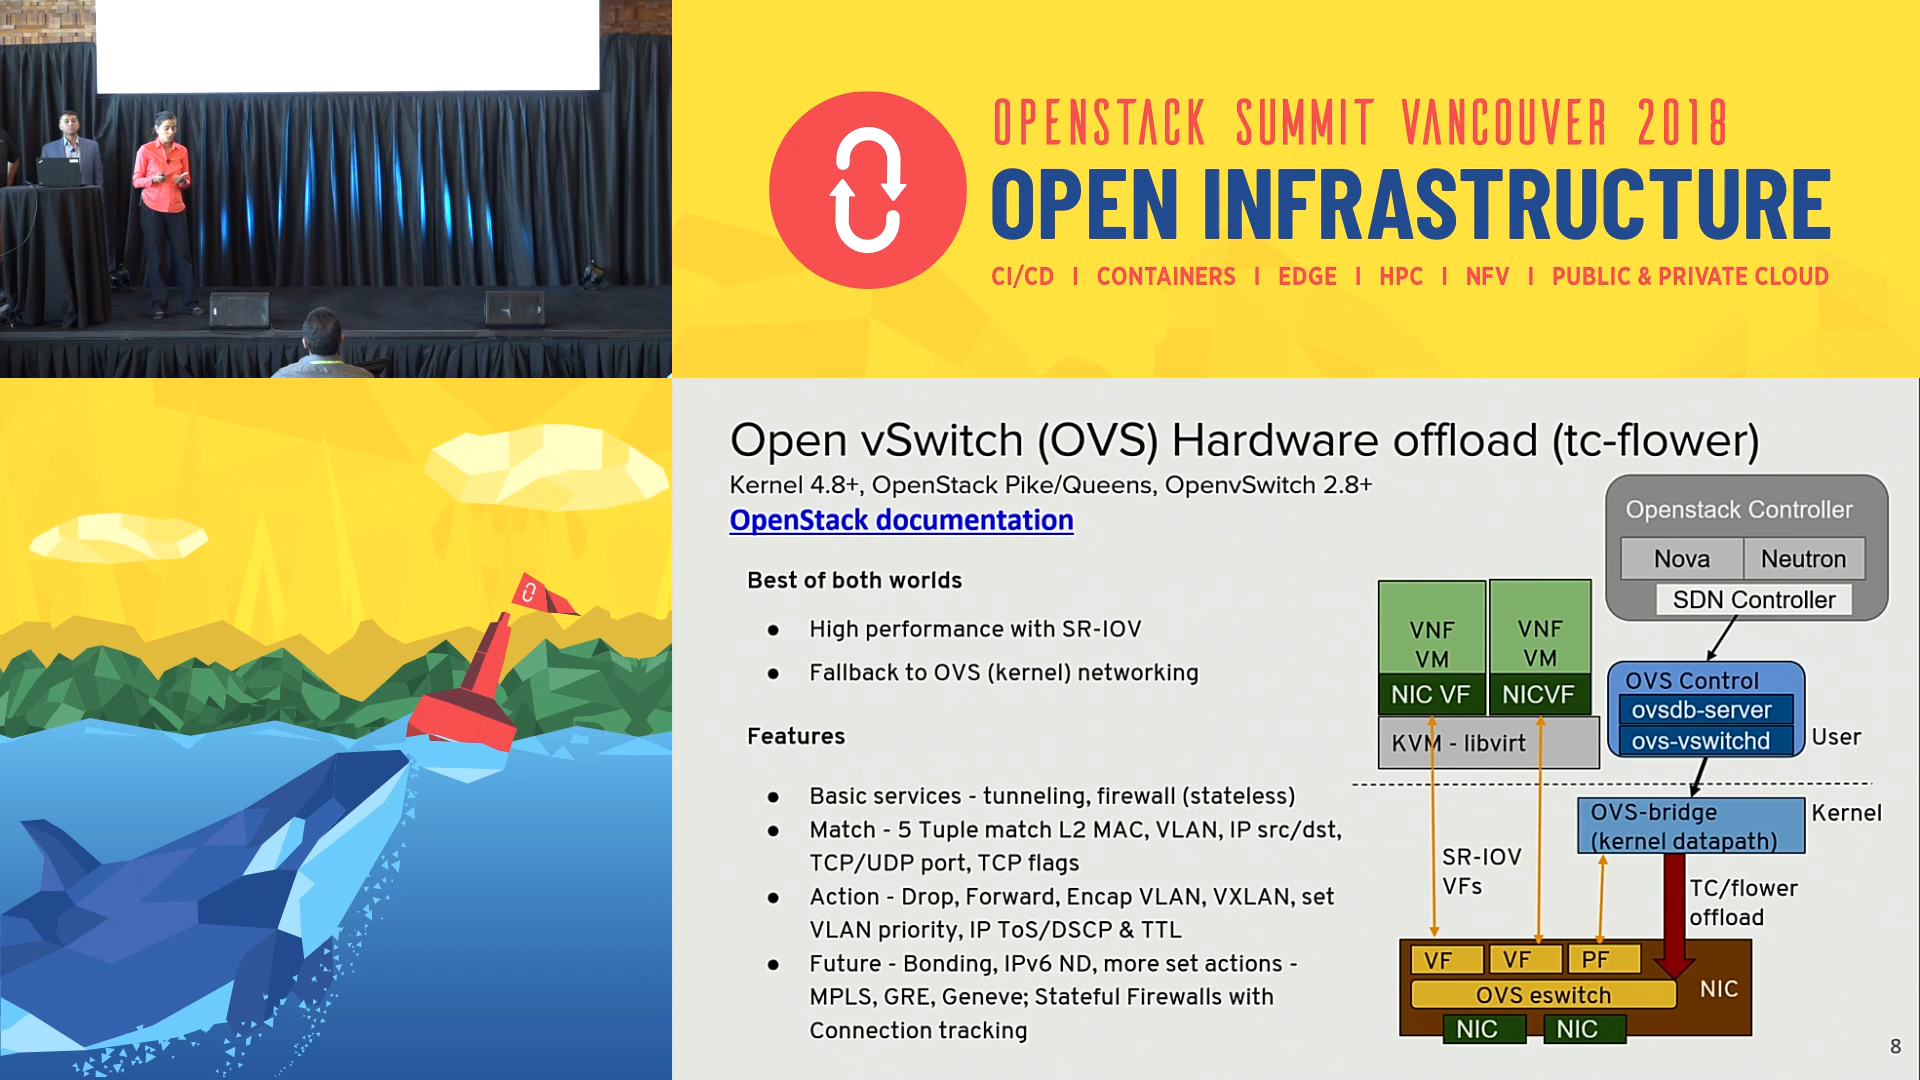 OPENSTACK SUMMIT VANCOUVER 2018
OPEN INFRASTRUCTURE
CI/CD | CONTAINERS | EDGE | HPC | NFV | PUBLIC & PRIVATE CLOUD
Open vSwitch (OVS) Hardware offload (tc-flower)
Kernel 4.8+, OpenStack Pike/Queens, OpenvSwitch 2.8+
OpenStack documentation
Best of both worlds
● High performance with SR-IOV
● Fallback to OVS (kernel) networking
Features
● Basic services - tunneling, firewall (stateless)
● Match - 5 Tuple match L2 MAC, VLAN, IP src/dst,
TCP/UDP port, TCP flags
● Action - Drop, Forward, Encap VLAN, VXLAN, set
VLAN priority, IP ToS/DSCP & TTL
● Future - Bonding, IPv6 ND, more set actions -
MPLS, GRE, Geneve; Stateful Firewalls with
Connection tracking
Openstack Controller
Nova
Neutron
SDN Controller
VNF
VM
NIC VF
VNF
VM
NICVF
KVM - libvirt
OVS Control
ovsdb-server
ovs-vswitchd
User
OVS-bridge
(kernel datapath)
Kernel
SR-IOV
VFs
TC/flower
offload
VF
VF
PF
OVS eswitch
NIC
NIC
NIC
8